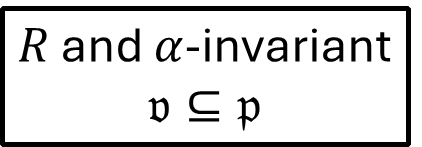 𝑅 and 𝛼-invariant
𝔳 ⊆ 𝔭